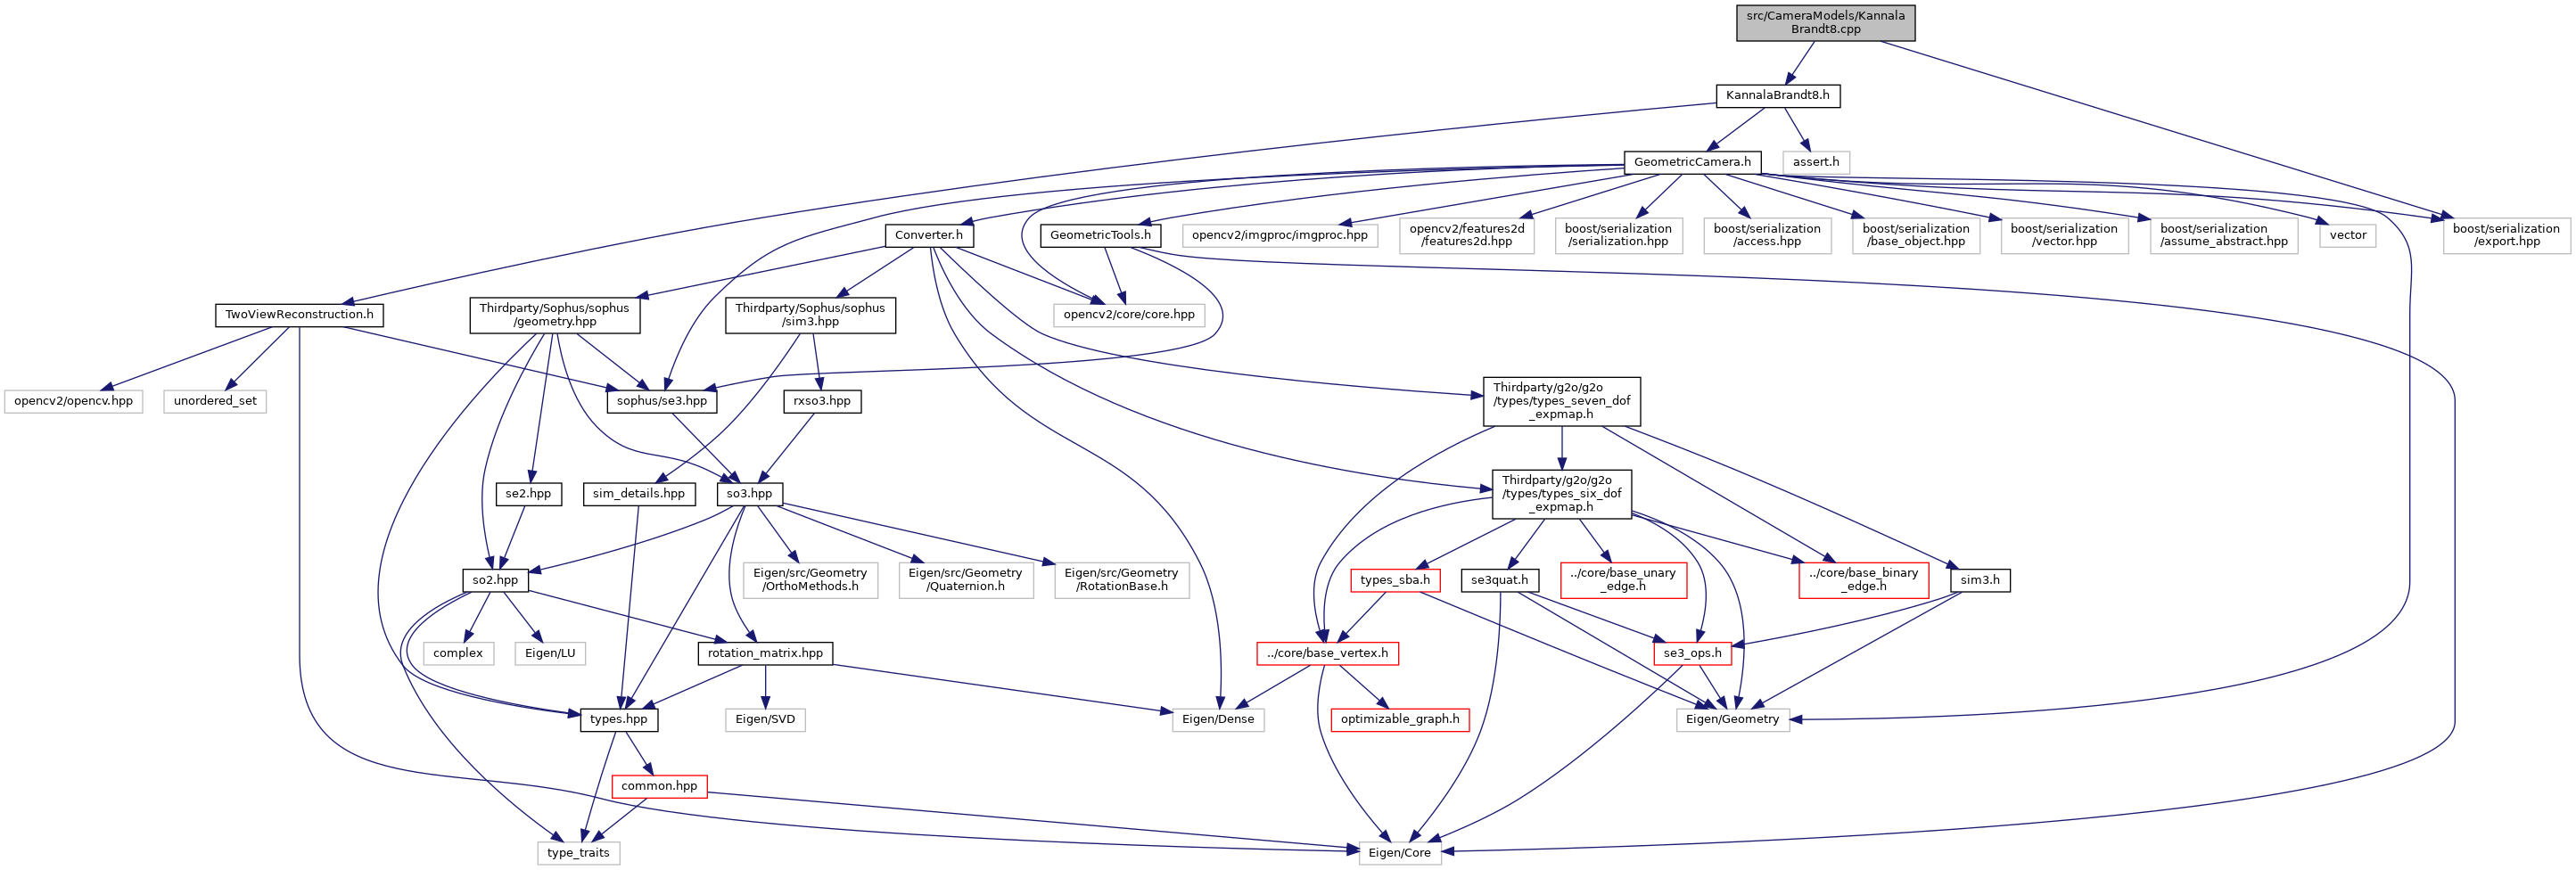 src/CameraModels/Kannala
Brandt8.cpp
KannalaBrandt8.h
GeometricCamera.h
assert.h
Converter.h
GeometricTools.h
opencv2/imgproc/imgproc.hpp
opencv2/features2d
/features2d.hpp
boost/serialization
/serialization.hpp
boost/serialization
/access.hpp
boost/serialization
/base_object.hpp
boost/serialization
/vector.hpp
boost/serialization
/assume_abstract.hpp
vector
boost/serialization
/export.hpp
TwoViewReconstruction.h
Thirdparty/Sophus/sophus
/geometry.hpp
Thirdparty/Sophus/sophus
/sim3.hpp
opencv2/core/core.hpp
opencv2/opencv.hpp
unordered_set
sophus/se3.hpp
rxso3.hpp
Thirdparty/g2o/g2o
/types/types_seven_dof
_expmap.h
se2.hpp
sim_details.hpp
so3.hpp
Thirdparty/g2o/g2o
/types/types_six_dof
_expmap.h
so2.hpp
Eigen/src/Geometry
/OrthoMethods.h
Eigen/src/Geometry
/Quaternion.h
Eigen/src/Geometry
/RotationBase.h
types_sba.h
se3quat.h
../core/base_unary
_edge.h
../core/base_binary
_edge.h
sim3.h
complex
Eigen/LU
rotation_matrix.hpp
../core/base_vertex.h
se3_ops.h
types.hpp
Eigen/SVD
Eigen/Dense
optimizable_graph.h
Eigen/Geometry
common.hpp
type_traits
Eigen/Core